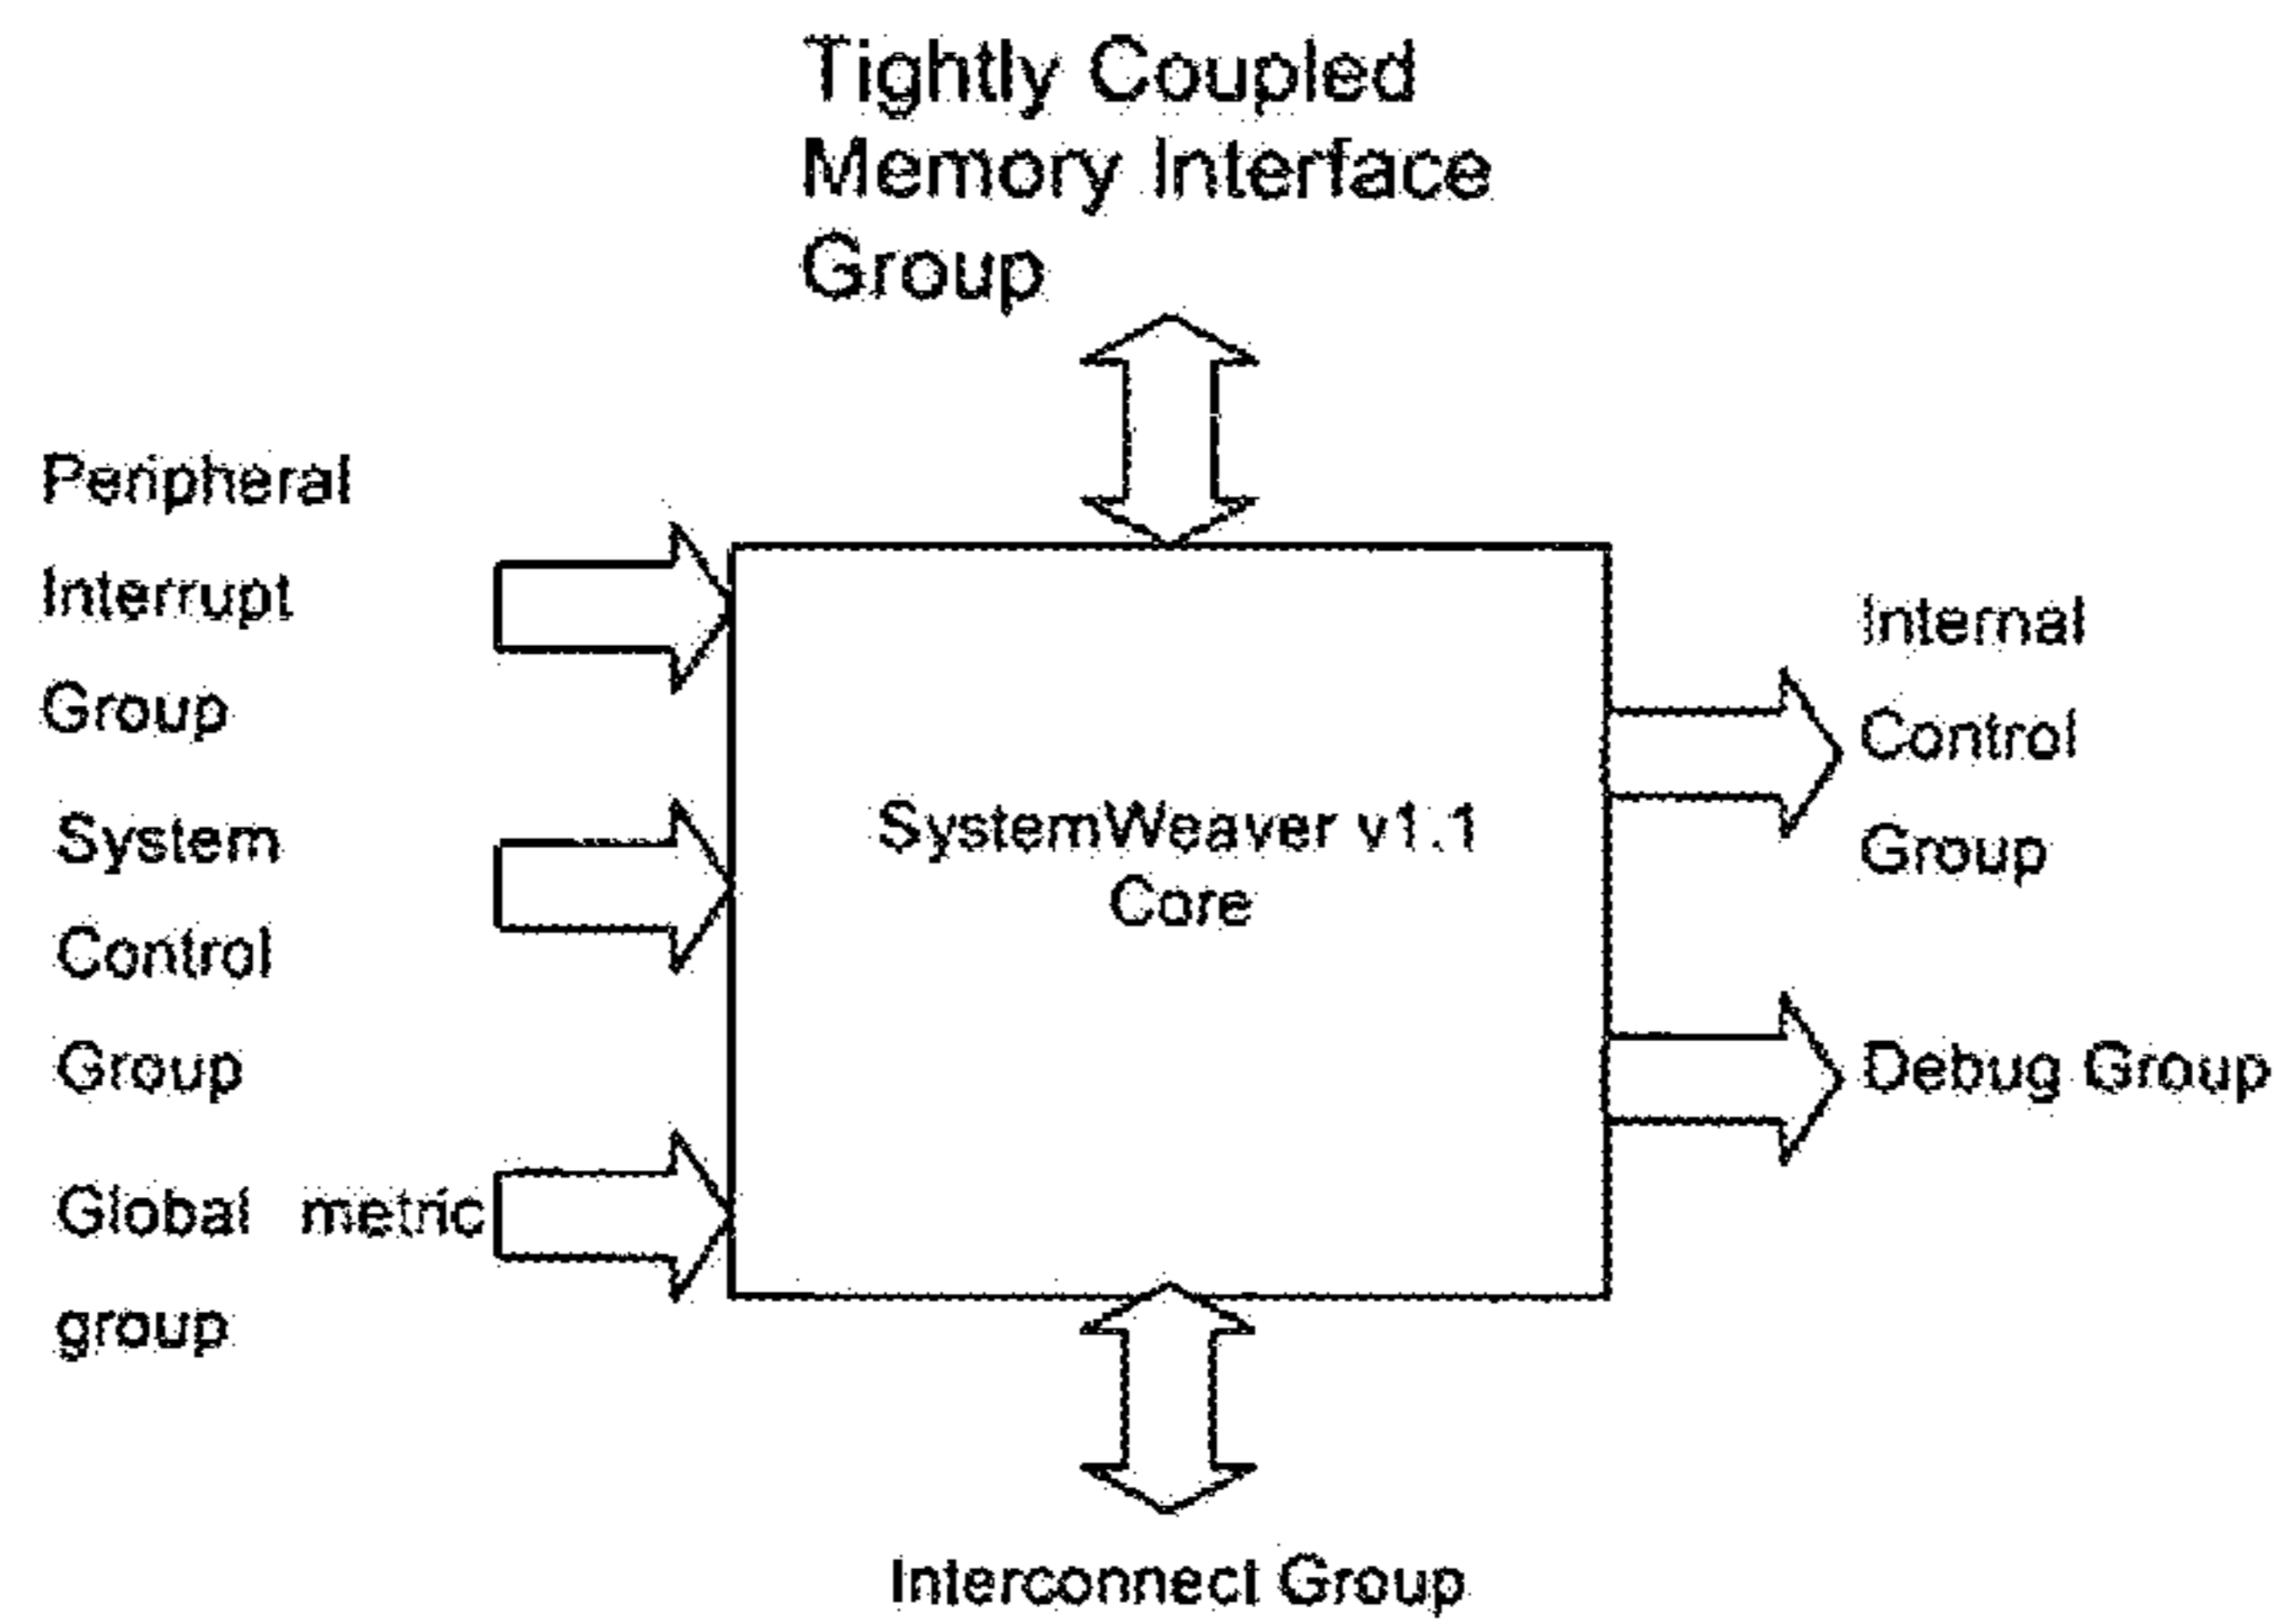 Tightly Coupled
Memory Interface
Group
Peripheral
Interrupt
Group
System
Control
Group
Global metric
group
SystemWeaver v1.1
Core
Internal
Control
Group
Debug Group
Interconnect Group